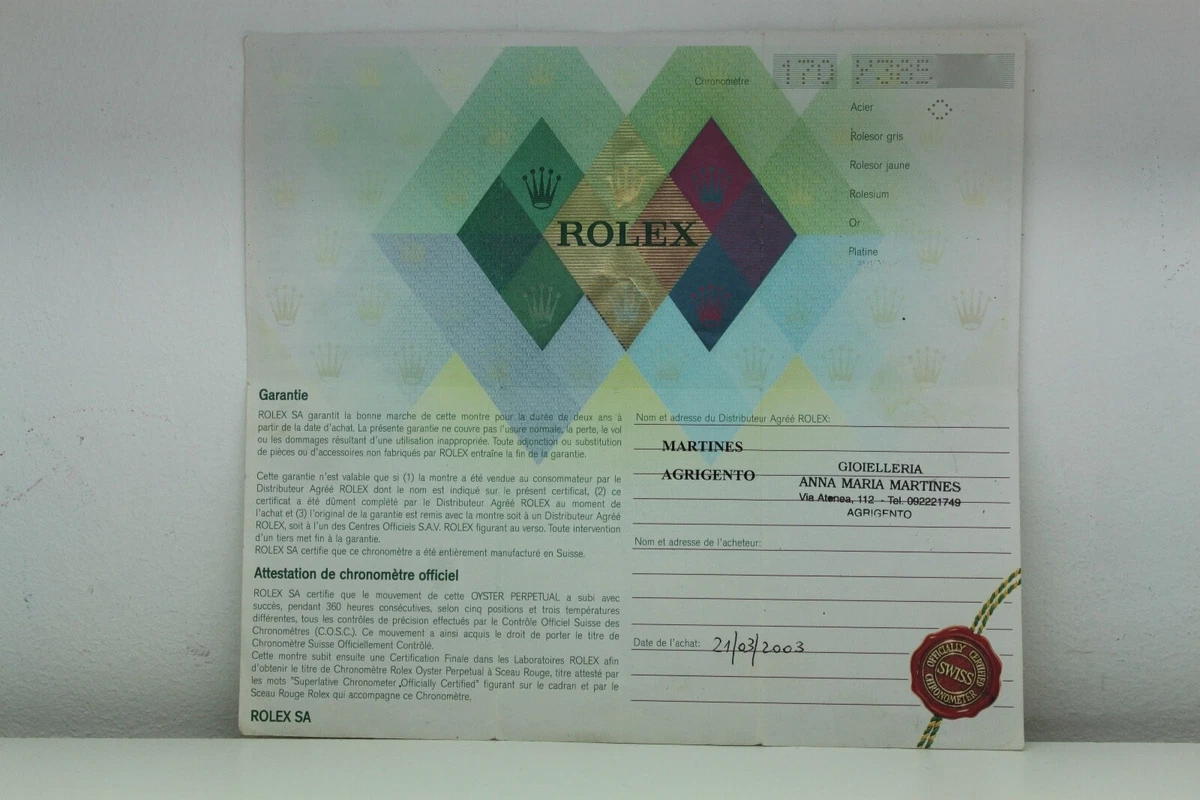 Chronomètre 170
Acier
Rolesor gris
Rolesor jaune
Rolesium
Or
Platine
ROLEX
Garantie
ROLEX SA garantit la bonne marche de cette montre pour la durée de deux ans à
partir de la date d'achat. La présente garantie ne couvre pas l'usure normale, la perte, le vol
ou les dommages résultant d'une utilisation inappropriée. Toute adjonction ou substitution
de pièces ou d'accessoires non fabriqués par ROLEX entraîne la fin de la garantie.
Cette garantie n'est valable que si (1) la montre a été vendue au consommateur par le
Distributeur Agréé ROLEX dont le nom est indiqué sur le présent certificat, (2) ce
certificat a été dûment complété par le Distributeur Agréé ROLEX au moment de
l'achat et (3) l'original de la garantie est remis avec la montre soit à un Distributeur Agréé
ROLEX, soit à l'un des Centres Officiels S.A.V. ROLEX figurant au verso. Toute intervention
d'un tiers met fin à la garantie.
ROLEX SA certifie que ce chronomètre a été entièrement manufacturé en Suisse.
Attestation de chronomètre officiel
ROLEX SA certifie que le mouvement de cette OYSTER PERPETUAL a subi avec
succès, pendant 360 heures consécutives, selon cinq positions et trois températures
différentes, tous les contrôles de précision effectués par le Contrôle Officiel Suisse des
Chronomètres (C.O.S.C.). Ce mouvement a ainsi acquis le droit de porter le titre de
Chronomètre Suisse Officiellement Contrôlé.
Cette montre subit ensuite une Certification Finale dans les Laboratoires ROLEX afin
d'obtenir le titre de Chronomètre Rolex Oyster Perpetual à Sceau Rouge, titre attesté par
les mots "Superlative Chronometer Officially Certified" figurant sur le cadran et par le
Sceau Rouge Rolex qui accompagne ce Chronomètre.
ROLEX SA
Nom et adresse du Distributeur Agréé ROLEX:
MARTINES
AGRIGENTO
GIOIELLERIA
ANNA MARIA MARTINES
Via Atenea, 112 - Tel. 092221749
AGRIGENTO
Nom et adresse de l'acheteur:
Date de l'achat: 21/03/2003
OFFICIALLY CERTIFIED
SWISS
CHRONOMETER